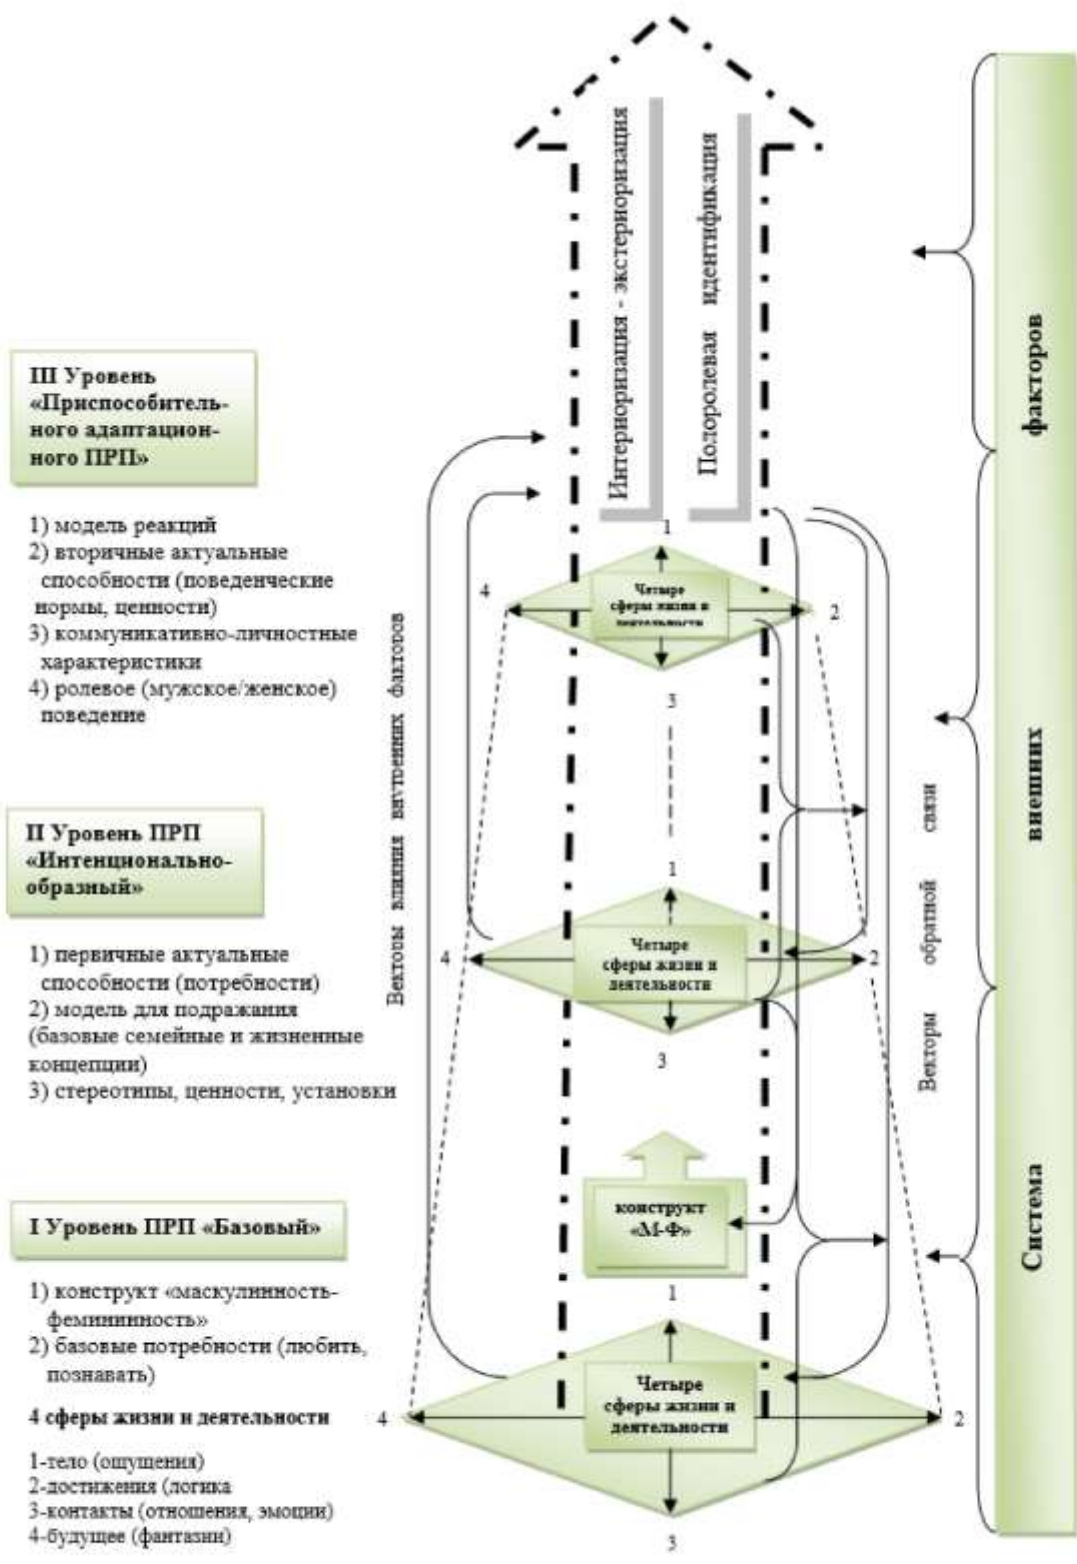 Интериоризация - экстериоризация
Полоролевая идентификация
III Уровень
«Приспособитель-
ного адаптацион-
ного ПРП»
1) модель реакций
2) вторичные актуальные
способности (поведенческие
нормы, ценности)
3) коммуникативно-личностные
характеристики
4) ролевое (мужское/женское)
поведение
1
4
Четыре
сферы жизни и
деятельности
2
3
Векторы влияния внутренних факторов
II Уровень ПРП
«Интенционально-
образный»
1) первичные актуальные
способности (потребности)
2) модель для подражания
(базовые семейные и жизненные
концепции)
3) стереотипы, ценности, установки
1
4
Четыре
сферы жизни и
деятельности
2
3
Векторы обратной связи
Система внешних факторов
конструкт
«М-Ф»
I Уровень ПРП «Базовый»
1) конструкт «маскулинность-
фемининность»
2) базовые потребности (любить,
познавать)
4 сферы жизни и деятельности
1-тело (ощущения)
2-достижения (логика
3-контакты (отношения, эмоции)
4-будущее (фантазии)
1
4
Четыре
сферы жизни и
деятельности
2
3